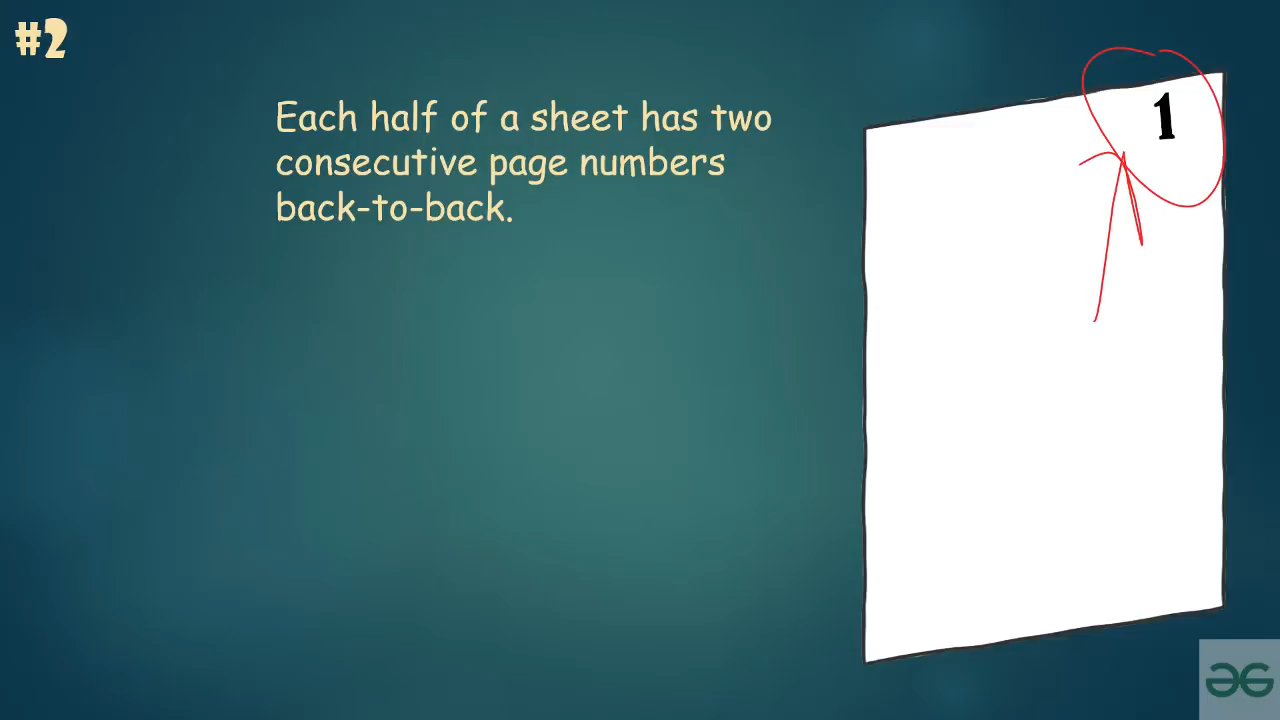 #2
Each half of a sheet has two
consecutive page numbers
back-to-back.
1